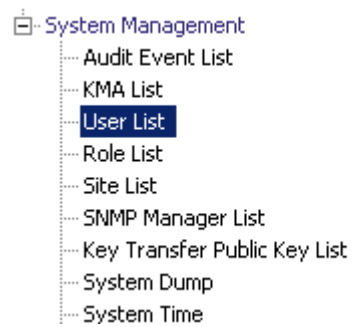 System Management
Audit Event List
KMA List
User List
Role List
Site List
SNMP Manager List
Key Transfer Public Key List
System Dump
System Time